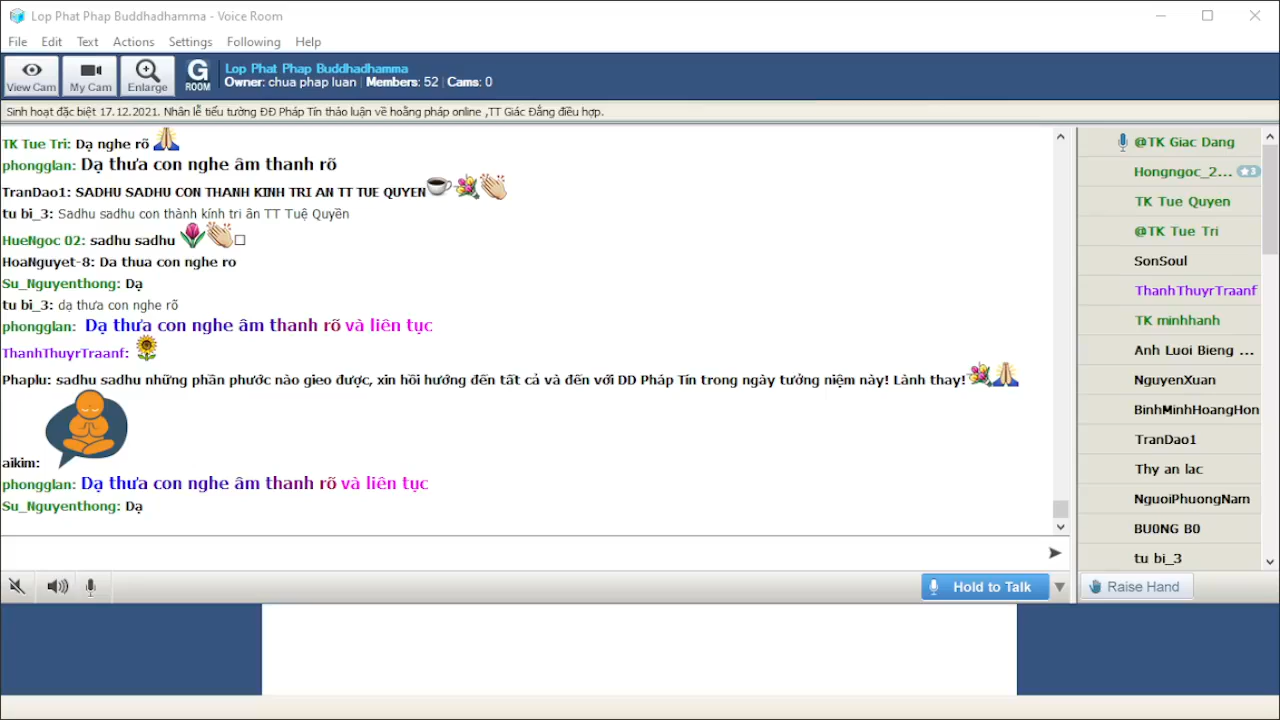 Lop Phat Phap Buddhadhamma - Voice Room
File Edit Text Actions Settings Following Help
View Cam My Cam Enlarge G ROOM
Lop Phat Phap Buddhadhamma
Owner: chua phap luan | Members: 52 | Cams: 0
Sinh hoạt đặc biệt 17.12.2021. Nhân lễ tiểu tường ĐĐ Pháp Tín thảo luận về hoằng pháp online ,TT Giác Đẳng điều hợp.
TK Tue Tri: Dạ nghe rõ
phongglan: Dạ thưa con nghe âm thanh rõ
TranDao1: SADHU SADHU CON THANH KINH TRI AN TT TUE QUYEN
tu bi_3: Sadhu sadhu con thành kính tri ân TT Tuệ Quyền
HueNgoc 02: sadhu sadhu
HoaNguyet-8: Da thua con nghe ro
Su_Nguyenthong: Dạ
tu bi_3: dạ thưa con nghe rõ
phongglan: Dạ thưa con nghe âm thanh rõ và liên tục
ThanhThuyrTraanf:
Phaplu: sadhu sadhu những phần phước nào gieo được, xin hồi hướng đến tất cả và đến với DD Pháp Tín trong ngày tưởng niệm này! Lành thay!
aikim:
phongglan: Dạ thưa con nghe âm thanh rõ và liên tục
Su_Nguyenthong: Dạ
@TK Giac Dang
Hongngoc_2... 3
TK Tue Quyen
@TK Tue Tri
SonSoul
ThanhThuyrTraanf
TK minhhanh
Anh Luoi Bieng ...
NguyenXuan
BinhMinhHoangHon
TranDao1
Thy an lac
NguoiPhuongNam
BU0NG B0
tu bi_3
Hold to Talk
Raise Hand